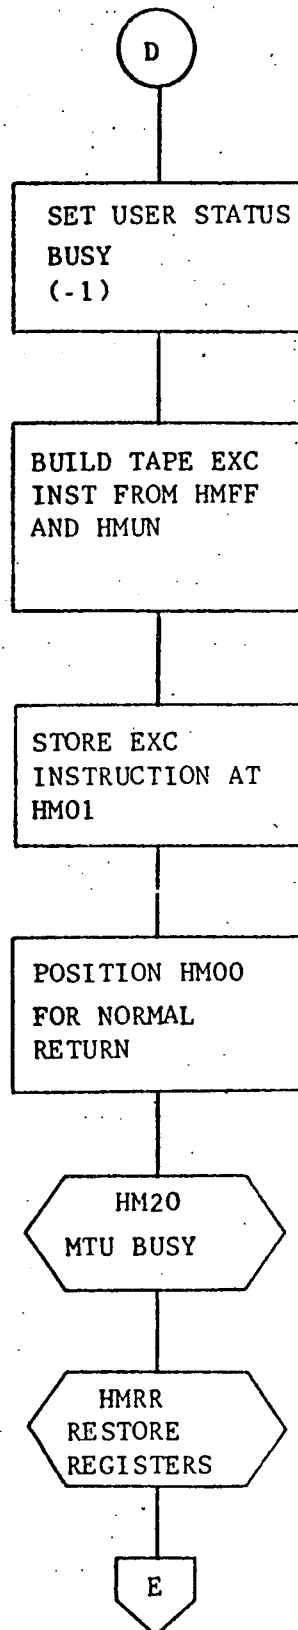 D
SET USER STATUS
BUSY
(-1)
BUILD TAPE EXC
INST FROM HMFF
AND HMUN
STORE EXC
INSTRUCTION AT
HM01
POSITION HM00
FOR NORMAL
RETURN
HM20
MTU BUSY
HMRR
RESTORE
REGISTERS
E